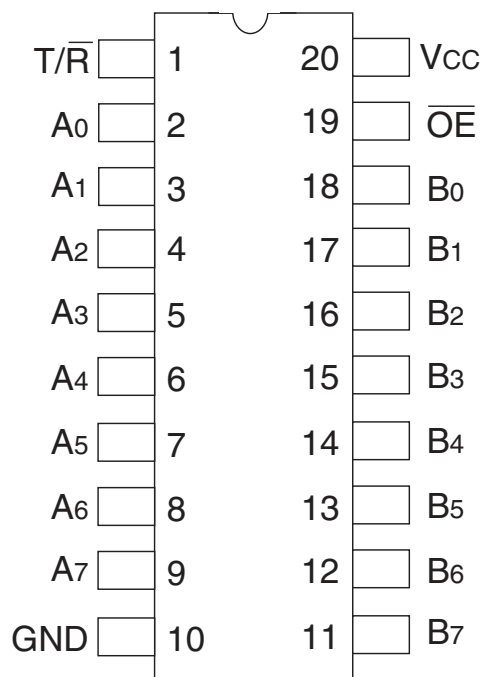 T/R̅ 1 20 VCC
A0 2 19 O̅E̅
A1 3 18 B0
A2 4 17 B1
A3 5 16 B2
A4 6 15 B3
A5 7 14 B4
A6 8 13 B5
A7 9 12 B6
GND 10 11 B7